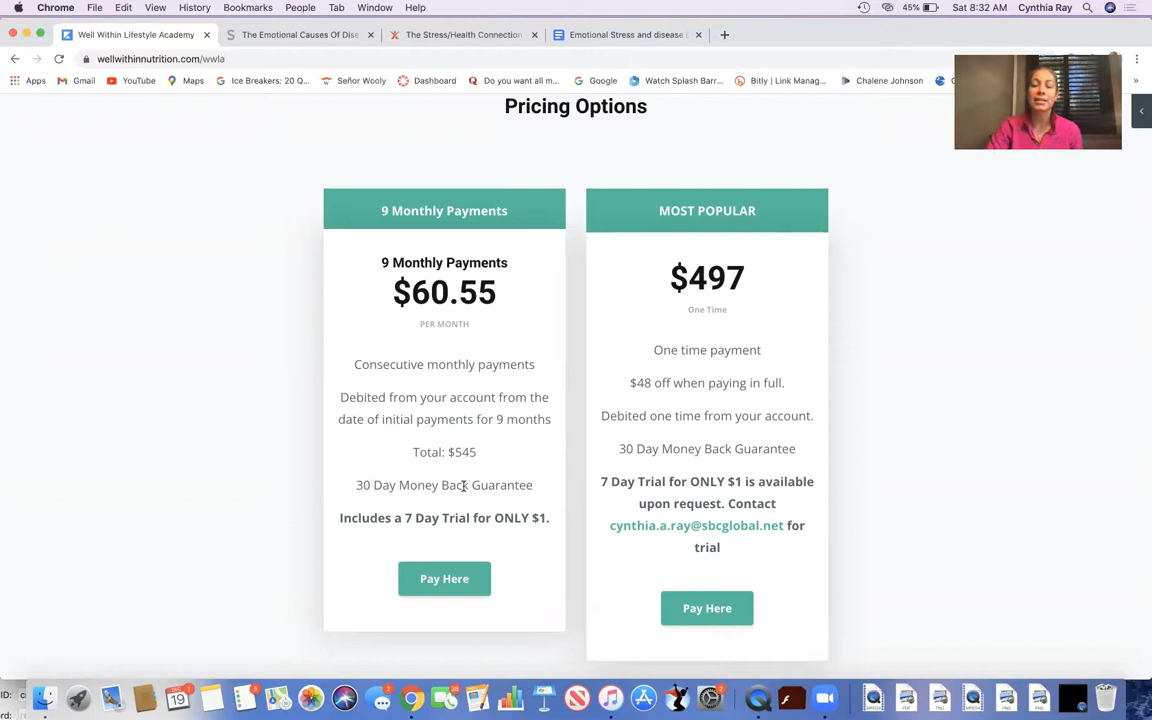 Chrome File Edit View History Bookmarks People Tab Window Help 45% Sat 8:32 AM Cynthia Ray
Well Within Lifestyle Academy The Emotional Causes Of Dise The Stress/Health Connection Emotional Stress and disease
wellwithinnutrition.com/wwla
Apps Gmail YouTube Maps Ice Breakers: 20 Q... Señor Wooly Dashboard Do you want all m... Google Watch Splash Barr... Bitly | Link Manag... Chalene Johnson
Pricing Options
9 Monthly Payments
9 Monthly Payments
$60.55
PER MONTH
Consecutive monthly payments
Debited from your account from the
date of initial payments for 9 months
Total: $545
30 Day Money Back Guarantee
Includes a 7 Day Trial for ONLY $1.
Pay Here
MOST POPULAR
$497
One Time
One time payment
$48 off when paying in full.
Debited one time from your account.
30 Day Money Back Guarantee
7 Day Trial for ONLY $1 is available
upon request. Contact
cynthia.a.ray@sbcglobal.net for
trial
Pay Here
ID:
DEC
19